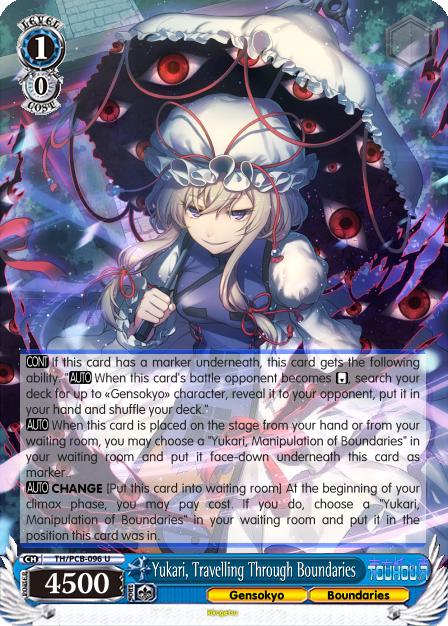 LEVEL
1
0
COST
CONT If this card has a marker underneath, this card gets the following
ability. "AUTO When this card's battle opponent becomes , search your
deck for up to «Gensokyo» character, reveal it to your opponent, put it in
your hand and shuffle your deck."
AUTO When this card is placed on the stage from your hand or from your
waiting room, you may choose a "Yukari, Manipulation of Boundaries" in
your waiting room and put it face-down underneath this card as
marker.
AUTO CHANGE [Put this card into waiting room] At the beginning of your
climax phase, you may pay cost. If you do, choose a "Yukari,
Manipulation of Boundaries" in your waiting room and put it in the
position this card was in.
CH TH/PCB-096 U
POWER 4500 SOUL Yukari, Travelling Through Boundaries TOUHOU
Gensokyo Boundaries